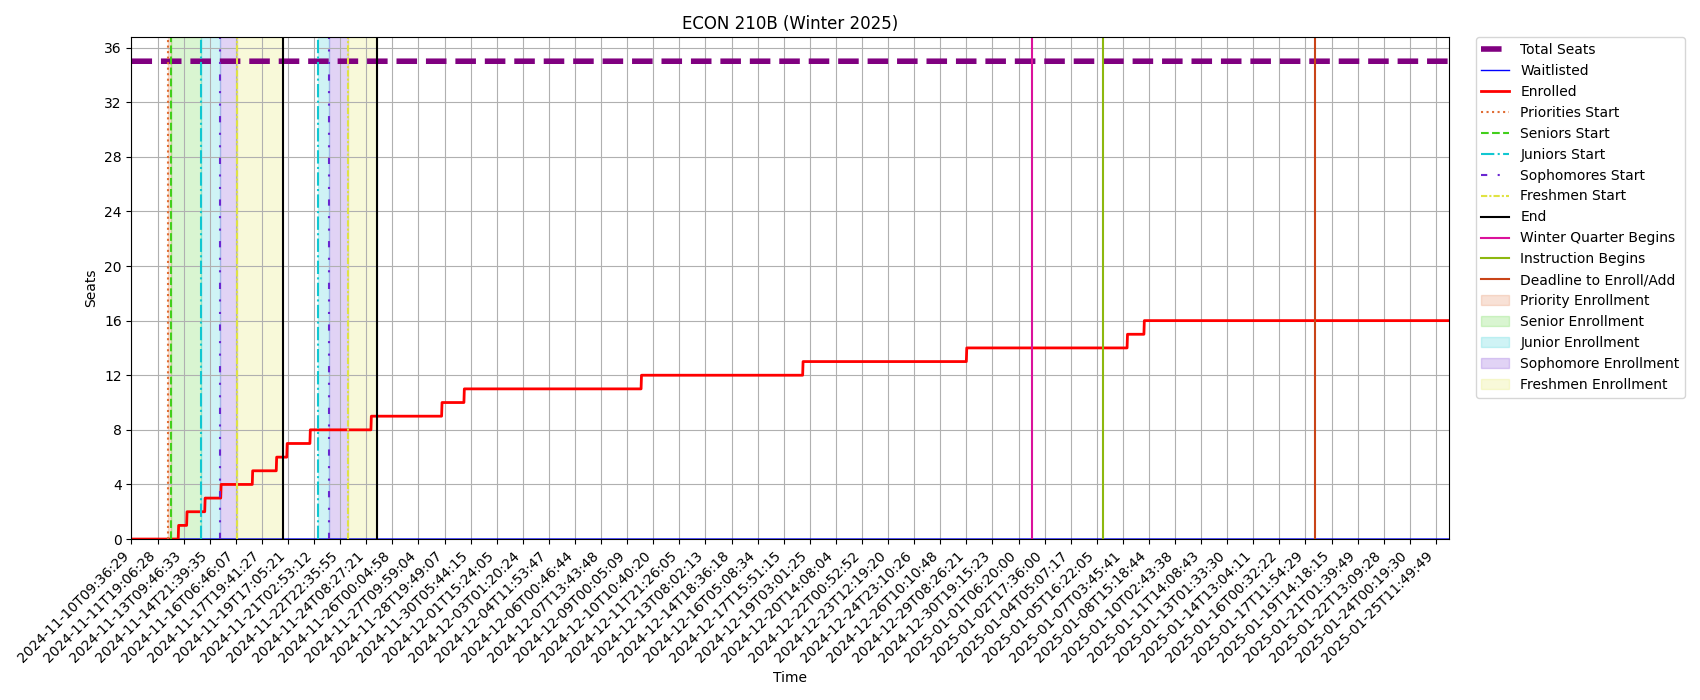 ECON 210B (Winter 2025)
Seats
36
32
28
24
20
16
12
8
4
0
2024-11-10T09:36:29
2024-11-11T19:06:28
2024-11-13T09:46:33
2024-11-14T21:39:35
2024-11-16T06:46:07
2024-11-17T19:41:27
2024-11-19T17:05:21
2024-11-21T02:53:12
2024-11-22T22:35:55
2024-11-24T08:27:21
2024-11-26T00:04:58
2024-11-27T09:59:04
2024-11-28T19:49:07
2024-11-30T05:44:15
2024-12-01T15:24:05
2024-12-03T01:20:24
2024-12-04T11:53:47
2024-12-06T00:46:44
2024-12-07T13:43:48
2024-12-09T00:05:09
2024-12-10T10:40:20
2024-12-11T21:26:05
2024-12-13T08:02:13
2024-12-14T18:36:18
2024-12-16T05:08:34
2024-12-17T15:51:15
2024-12-19T03:01:25
2024-12-20T14:08:04
2024-12-22T00:52:52
2024-12-23T12:19:20
2024-12-24T23:10:26
2024-12-26T10:10:48
2024-12-29T08:26:21
2024-12-30T19:15:23
2025-01-01T06:20:00
2025-01-02T17:36:00
2025-01-04T05:07:17
2025-01-05T16:22:05
2025-01-07T03:45:41
2025-01-08T15:18:44
2025-01-10T02:43:38
2025-01-11T14:08:43
2025-01-13T01:33:30
2025-01-14T13:04:11
2025-01-16T00:32:22
2025-01-17T11:54:29
2025-01-19T14:18:15
2025-01-21T01:39:49
2025-01-22T13:09:28
2025-01-24T00:19:30
2025-01-25T11:49:49
Time
Total Seats
Waitlisted
Enrolled
Priorities Start
Seniors Start
Juniors Start
Sophomores Start
Freshmen Start
End
Winter Quarter Begins
Instruction Begins
Deadline to Enroll/Add
Priority Enrollment
Senior Enrollment
Junior Enrollment
Sophomore Enrollment
Freshmen Enrollment